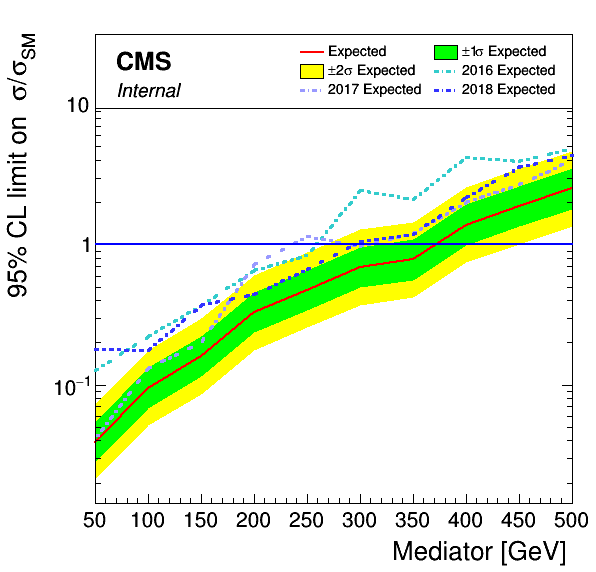 CMS
Internal
Expected
±1σ Expected
±2σ Expected
2016 Expected
2017 Expected
2018 Expected
95% CL limit on σ/σSM
10
1
10−1
50 100 150 200 250 300 350 400 450 500
Mediator [GeV]